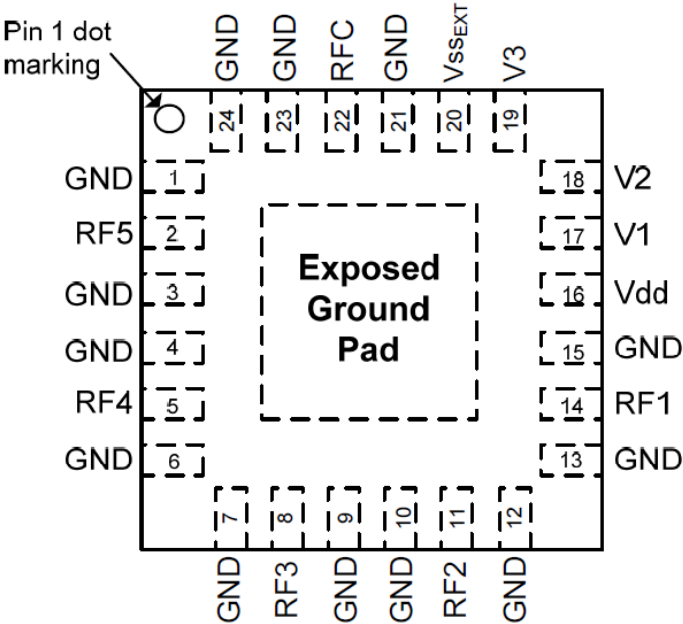 Pin 1 dot
marking
GND GND RFC GND VSSEXT V3
24 23 22 21 20 19
GND 1
RF5 2
GND 3
GND 4
RF4 5
GND 6
Exposed
Ground
Pad
18 V2
17 V1
16 Vdd
15 GND
14 RF1
13 GND
7 8 9 10 11 12
GND RF3 GND GND RF2 GND